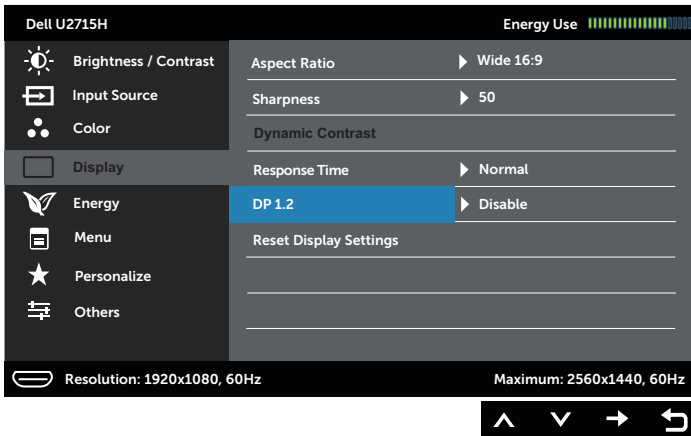 Dell U2715H Energy Use
Brightness / Contrast
Input Source
Color
Display
Energy
Menu
Personalize
Others
Aspect Ratio Wide 16:9
Sharpness 50
Dynamic Contrast
Response Time Normal
DP 1.2 Disable
Reset Display Settings
Resolution: 1920x1080, 60Hz Maximum: 2560x1440, 60Hz